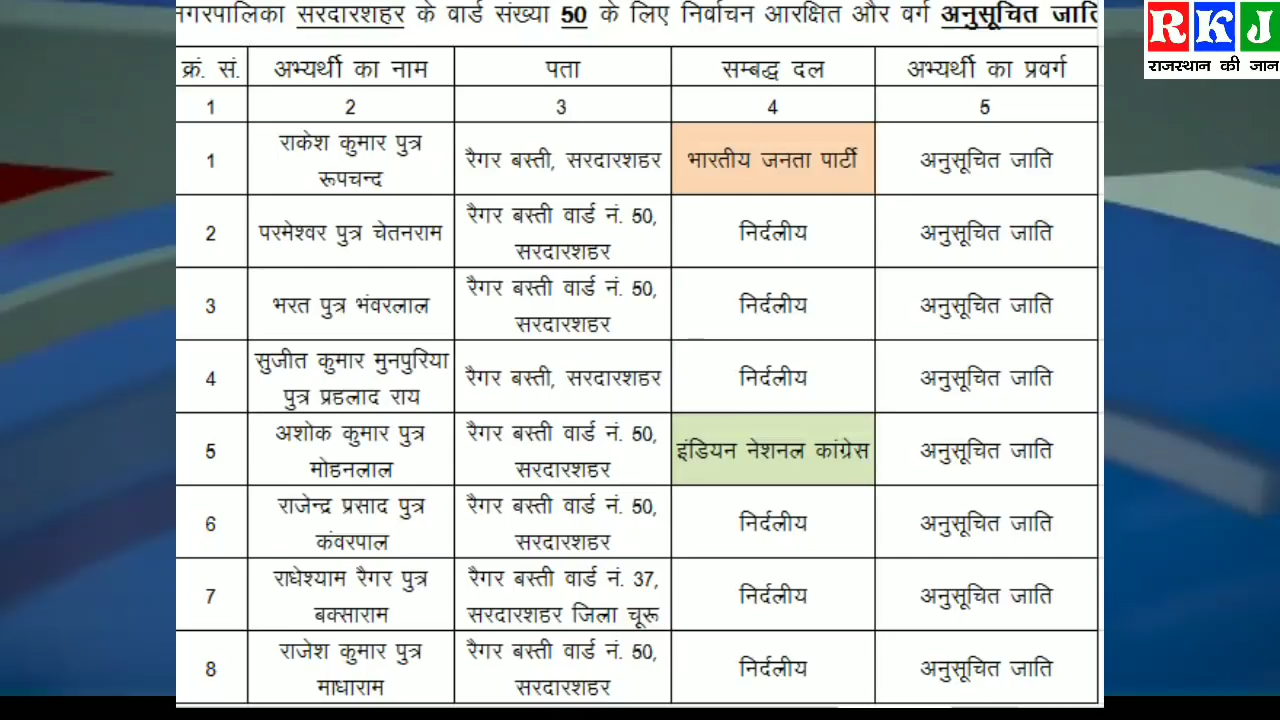 नगरपालिका सरदारशहर के वार्ड संख्या 50 के लिए निर्वाचन आरक्षित और वर्ग अनुसूचित जाति
RKJ
राजस्थान की जान
क्रं. सं. अभ्यर्थी का नाम पता सम्बद्ध दल अभ्यर्थी का प्रवर्ग
1 2 3 4 5
1 राकेश कुमार पुत्र रूपचन्द रैगर बस्ती, सरदारशहर भारतीय जनता पार्टी अनुसूचित जाति
2 परमेश्वर पुत्र चेतनराम रैगर बस्ती वार्ड नं. 50, सरदारशहर निर्दलीय अनुसूचित जाति
3 भरत पुत्र भंवरलाल रैगर बस्ती वार्ड नं. 50, सरदारशहर निर्दलीय अनुसूचित जाति
4 सुजीत कुमार मुनपुरिया पुत्र प्रहलाद राय रैगर बस्ती, सरदारशहर निर्दलीय अनुसूचित जाति
5 अशोक कुमार पुत्र मोहनलाल रैगर बस्ती वार्ड नं. 50, सरदारशहर इंडियन नेशनल कांग्रेस अनुसूचित जाति
6 राजेन्द्र प्रसाद पुत्र कंवरपाल रैगर बस्ती वार्ड नं. 50, सरदारशहर निर्दलीय अनुसूचित जाति
7 राधेश्याम रैगर पुत्र बक्साराम रैगर बस्ती वार्ड नं. 37, सरदारशहर जिला चूरू निर्दलीय अनुसूचित जाति
8 राजेश कुमार पुत्र माधाराम रैगर बस्ती वार्ड नं. 50, सरदारशहर निर्दलीय अनुसूचित जाति